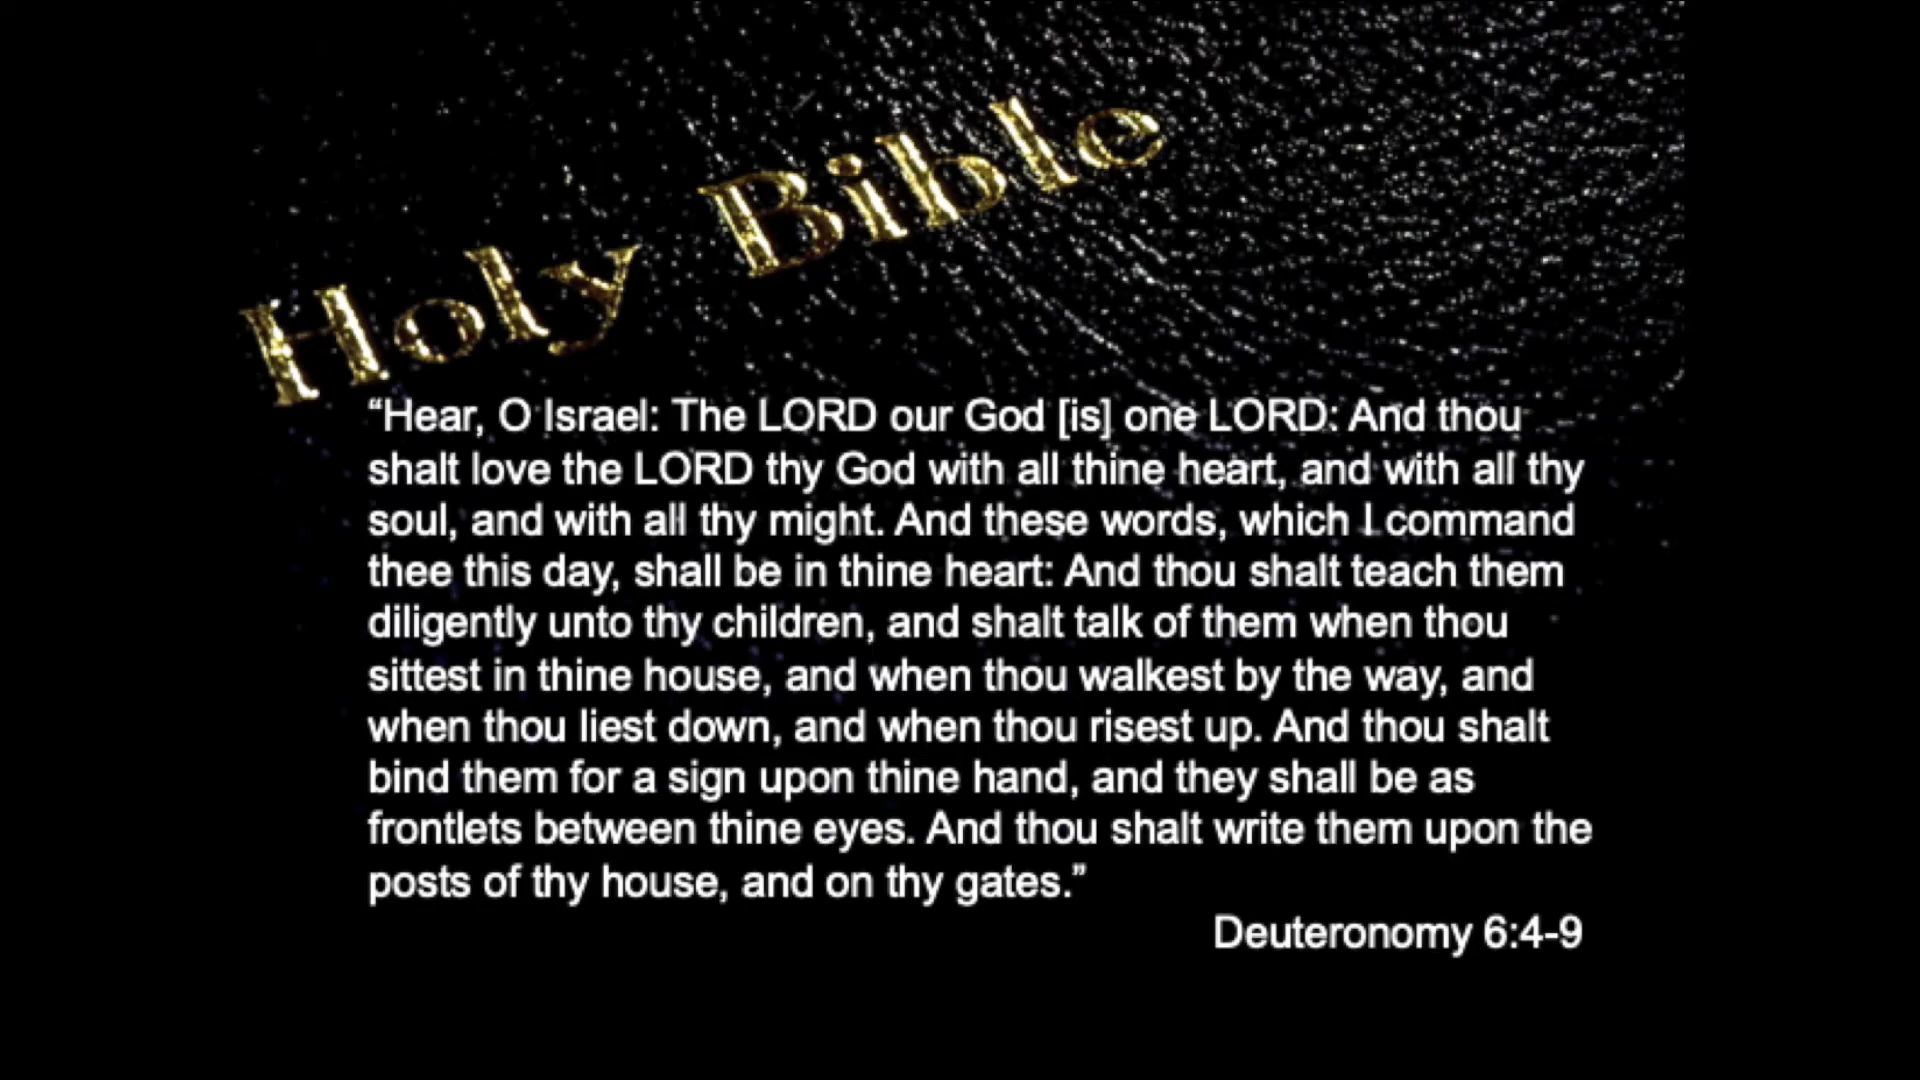 Holy Bible
“Hear, O Israel: The LORD our God [is] one LORD: And thou
shalt love the LORD thy God with all thine heart, and with all thy
soul, and with all thy might. And these words, which I command
thee this day, shall be in thine heart: And thou shalt teach them
diligently unto thy children, and shalt talk of them when thou
sittest in thine house, and when thou walkest by the way, and
when thou liest down, and when thou risest up. And thou shalt
bind them for a sign upon thine hand, and they shall be as
frontlets between thine eyes. And thou shalt write them upon the
posts of thy house, and on thy gates.”
Deuteronomy 6:4-9